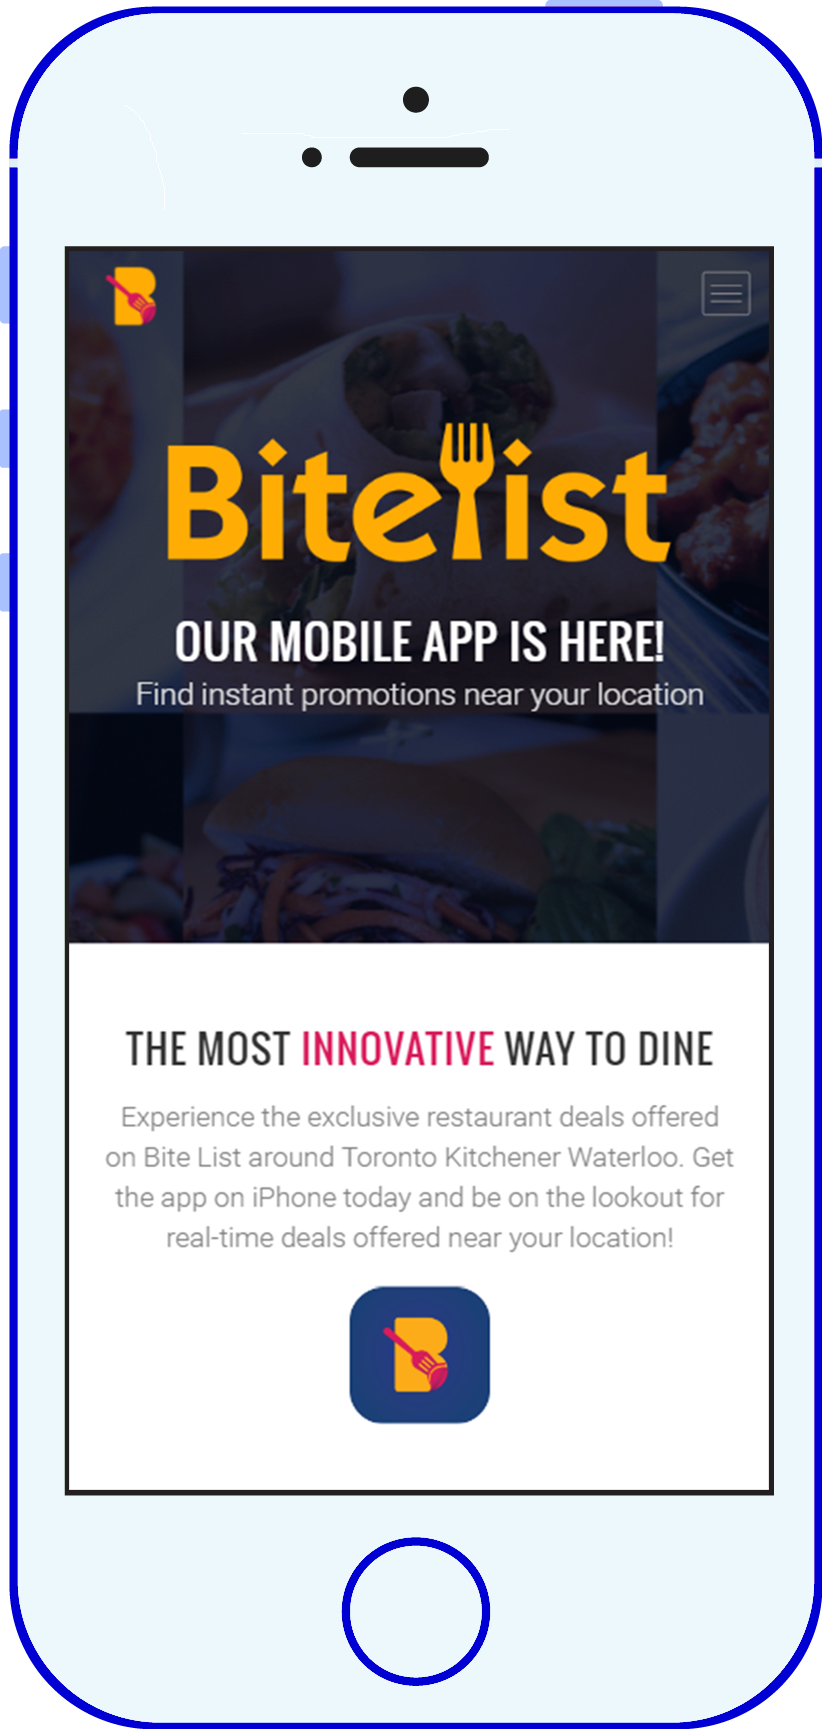 Bitelist
OUR MOBILE APP IS HERE!
Find instant promotions near your location
THE MOST INNOVATIVE WAY TO DINE
Experience the exclusive restaurant deals offered
on Bite List around Toronto Kitchener Waterloo. Get
the app on iPhone today and be on the lookout for
real-time deals offered near your location!